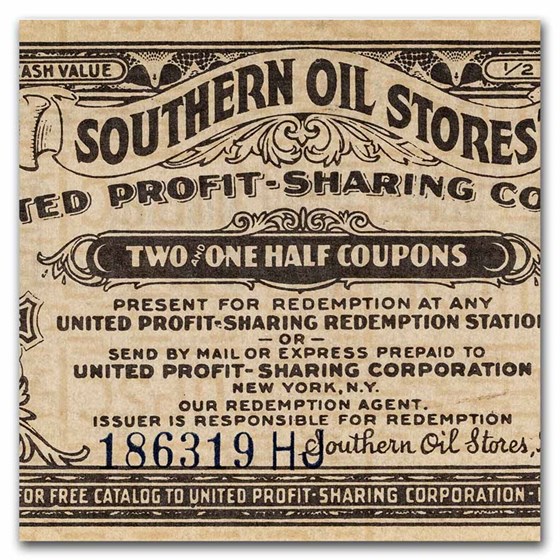 ASH VALUE
1/2
SOUTHERN OIL STORES
TED PROFIT-SHARING CO
TWO AND ONE HALF COUPONS
PRESENT FOR REDEMPTION AT ANY
UNITED PROFIT-SHARING REDEMPTION STATIO
—OR—
SEND BY MAIL OR EXPRESS PREPAID TO
UNITED PROFIT-SHARING CORPORATION
NEW YORK, N.Y.
OUR REDEMPTION AGENT.
ISSUER IS RESPONSIBLE FOR REDEMPTION
186319 HJ Southern Oil Stores,
FOR FREE CATALOG TO UNITED PROFIT-SHARING CORPORATION-